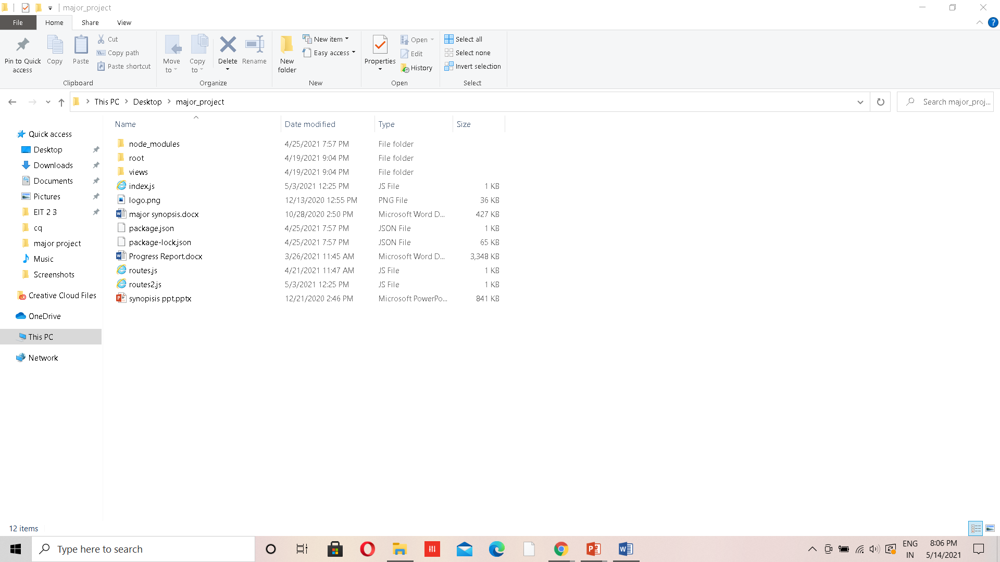 major_project
File Home Share View
Pin to Quick access
Copy
Paste
Cut
Copy path
Paste shortcut
Clipboard
Move to
Copy to
Delete
Rename
Organize
New folder
New item
Easy access
New
Properties
Open
Edit
History
Open
Select all
Select none
Invert selection
Select
This PC Desktop major_project
Search major_proj...
Quick access
Desktop
Downloads
Documents
Pictures
EIT 2 3
cq
major project
Music
Screenshots
Creative Cloud Files
OneDrive
This PC
Network
Name Date modified Type Size
node_modules 4/25/2021 7:57 PM File folder
root 4/19/2021 9:04 PM File folder
views 4/19/2021 9:04 PM File folder
index.js 5/3/2021 12:25 PM JS File 1 KB
logo.png 12/13/2020 12:55 PM PNG File 36 KB
major synopsis.docx 10/28/2020 2:50 PM Microsoft Word D... 427 KB
package.json 4/25/2021 7:57 PM JSON File 1 KB
package-lock.json 4/25/2021 7:57 PM JSON File 65 KB
Progress Report.docx 3/26/2021 11:45 AM Microsoft Word D... 3,348 KB
routes.js 4/21/2021 11:47 AM JS File 1 KB
routes2.js 5/3/2021 12:25 PM JS File 1 KB
synopisis ppt.pptx 12/21/2020 2:46 PM Microsoft PowerPo... 841 KB
12 items
Type here to search
ENG
IN
8:06 PM
5/14/2021